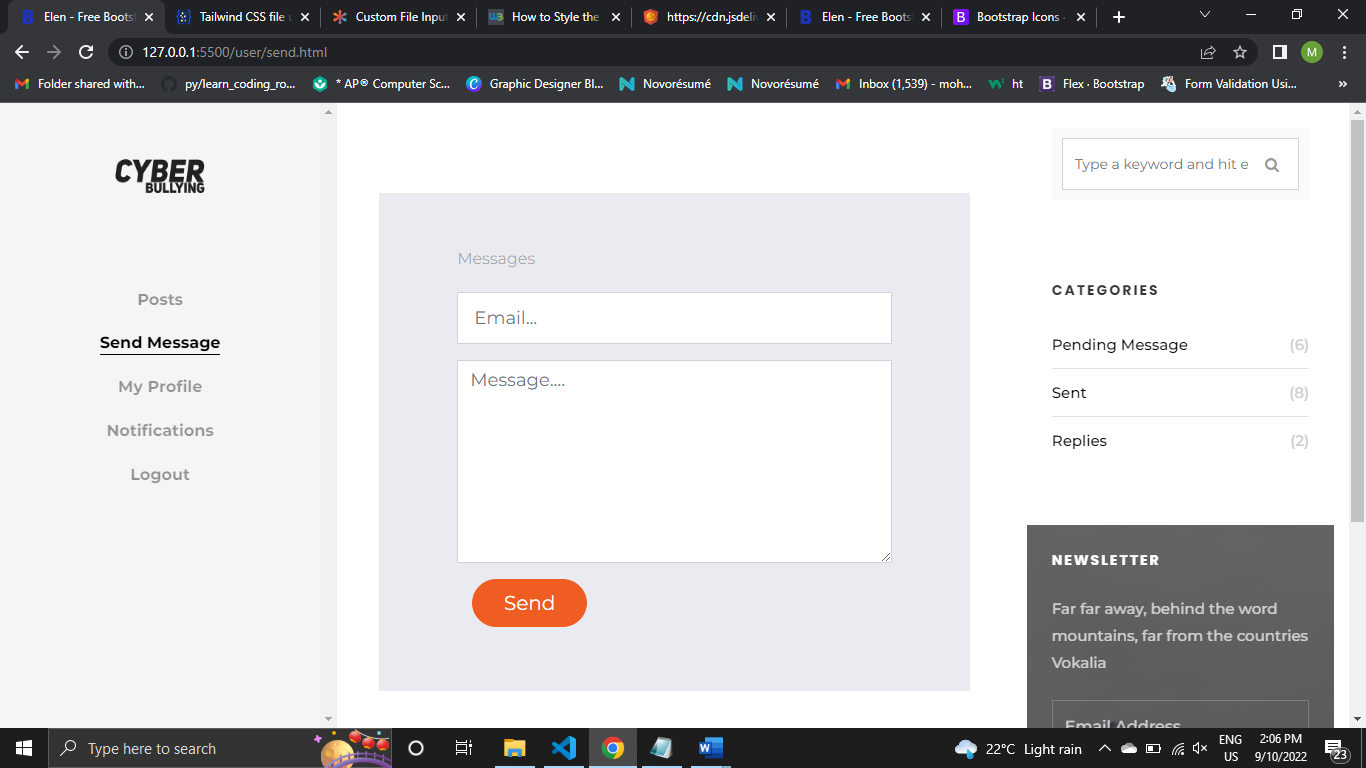 Elen - Free Boots
Tailwind CSS file u
Custom File Input
How to Style the
https://cdn.jsdeli
Elen - Free Boots
Bootstrap Icons ·
127.0.0.1:5500/user/send.html
M
Folder shared with...
py/learn_coding_ro...
* AP® Computer Sc...
Graphic Designer Bl...
Novorésumé
Novorésumé
Inbox (1,539) - moh...
ht
Flex · Bootstrap
Form Validation Usi...
»
CYBER
BULLYING
Posts
Send Message
My Profile
Notifications
Logout
Messages
Email...
Message....
Send
Type a keyword and hit e
CATEGORIES
Pending Message (6)
Sent (8)
Replies (2)
NEWSLETTER
Far far away, behind the word
mountains, far from the countries
Vokalia
Email Address
Type here to search
22°C Light rain
ENG
US
2:06 PM
9/10/2022
23